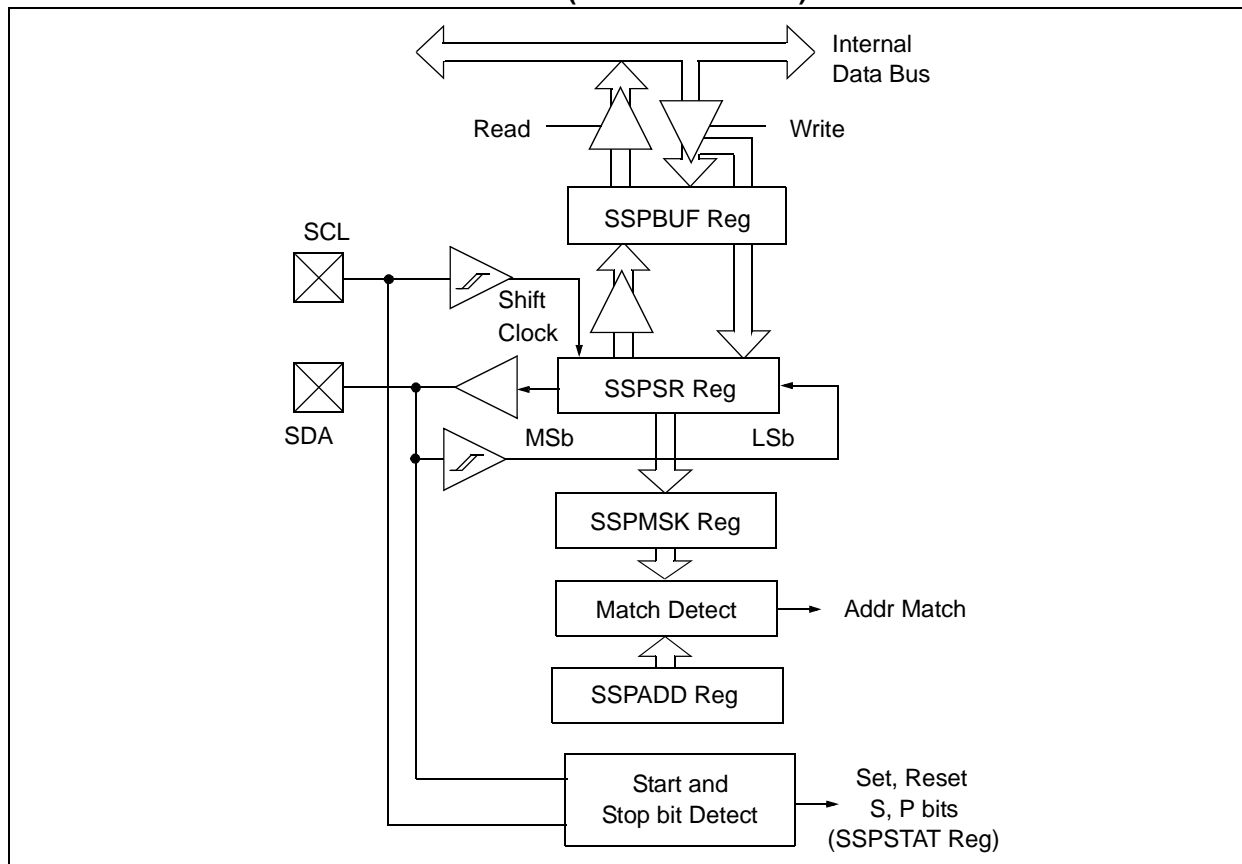 Internal
Data Bus
Read
Write
SSPBUF Reg
SCL
Shift
Clock
SSPSR Reg
SDA
MSb
LSb
SSPMSK Reg
Match Detect
Addr Match
SSPADD Reg
Start and
Stop bit Detect
Set, Reset
S, P bits
(SSPSTAT Reg)